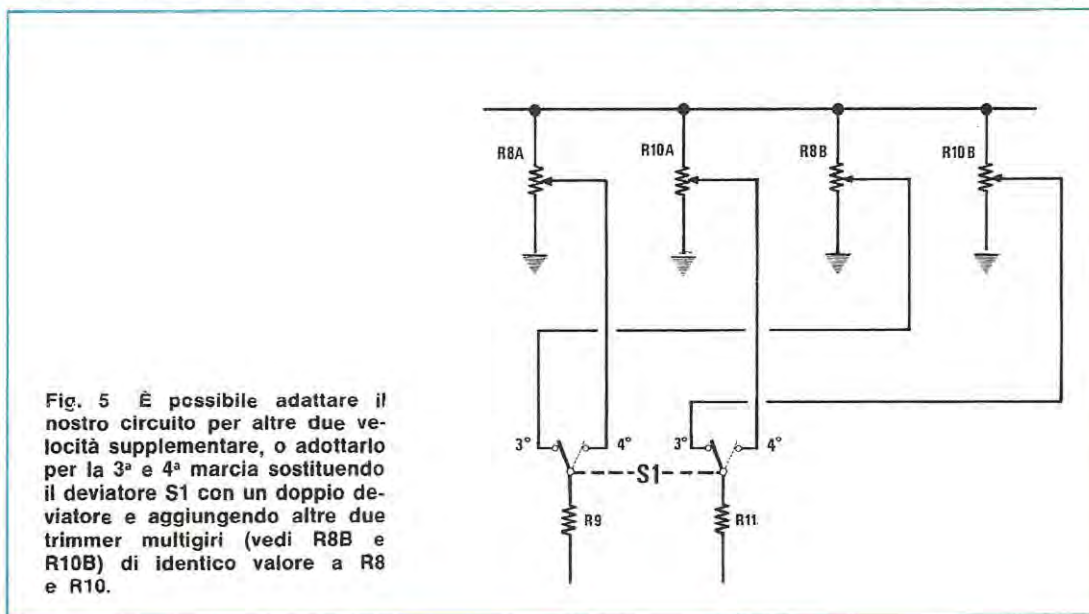 R8A
R10A
R8B
R10B
3° 4° 3° 4°
S1
R9
R11
Fig. 5 È pcssibile adattare il
nostro circuito per altre due ve-
locità supplementare, o adottarlo
per la 3ª e 4ª marcia sostituendo
il deviatore S1 con un doppio de-
viatore e aggiungendo altre due
trimmer multigiri (vedi R8B e
R10B) di identico valore a R8
e R10.